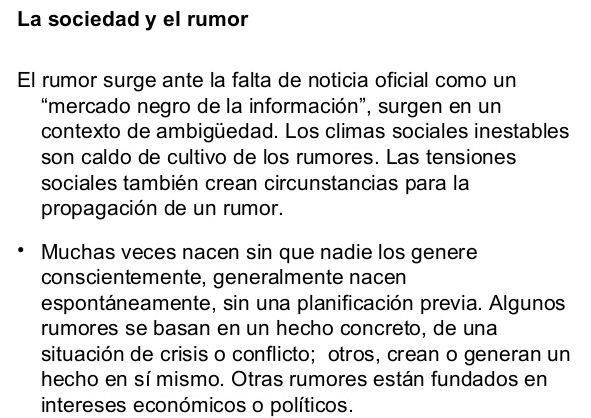 La sociedad y el rumor
El rumor surge ante la falta de noticia oficial como un
“mercado negro de la información”, surgen en un
contexto de ambigüedad. Los climas sociales inestables
son caldo de cultivo de los rumores. Las tensiones
sociales también crean circunstancias para la
propagación de un rumor.
• Muchas veces nacen sin que nadie los genere
conscientemente, generalmente nacen
espontáneamente, sin una planificación previa. Algunos
rumores se basan en un hecho concreto, de una
situación de crisis o conflicto;  otros, crean o generan un
hecho en sí mismo. Otras rumores están fundados en
intereses económicos o políticos.